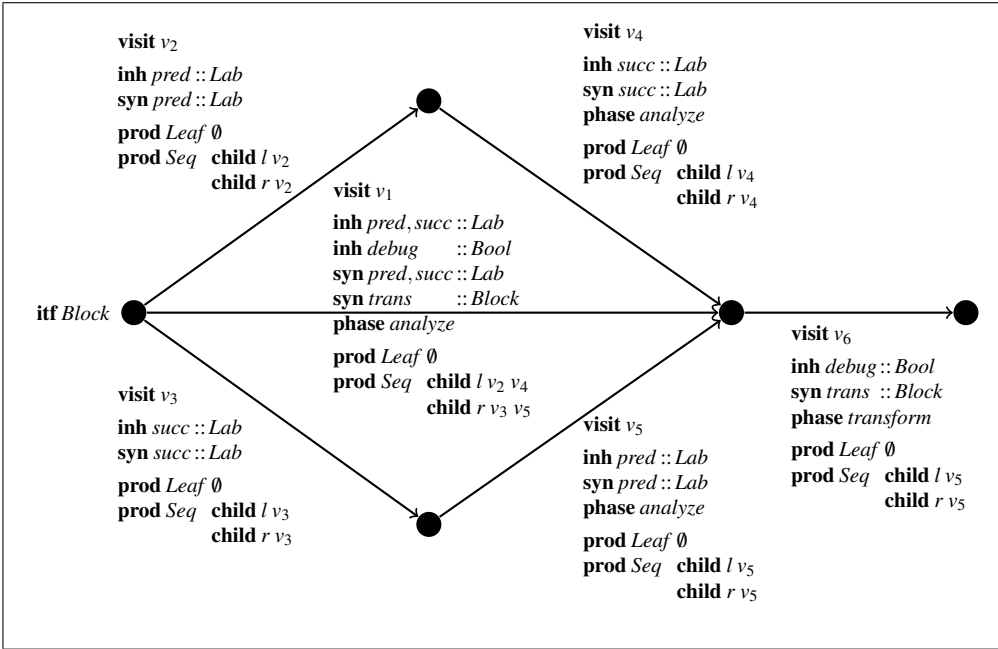 visit v2
inh pred :: Lab
syn pred :: Lab
prod Leaf ∅
prod Seq child l v2
child r v2
visit v4
inh succ :: Lab
syn succ :: Lab
phase analyze
prod Leaf ∅
prod Seq child l v4
child r v4
visit v1
inh pred, succ :: Lab
inh debug :: Bool
syn pred, succ :: Lab
syn trans :: Block
phase analyze
prod Leaf ∅
prod Seq child l v2 v4
child r v3 v5
itf Block
visit v3
inh succ :: Lab
syn succ :: Lab
prod Leaf ∅
prod Seq child l v3
child r v3
visit v5
inh pred :: Lab
syn pred :: Lab
phase analyze
prod Leaf ∅
prod Seq child l v5
child r v5
visit v6
inh debug :: Bool
syn trans :: Block
phase transform
prod Leaf ∅
prod Seq child l v5
child r v5